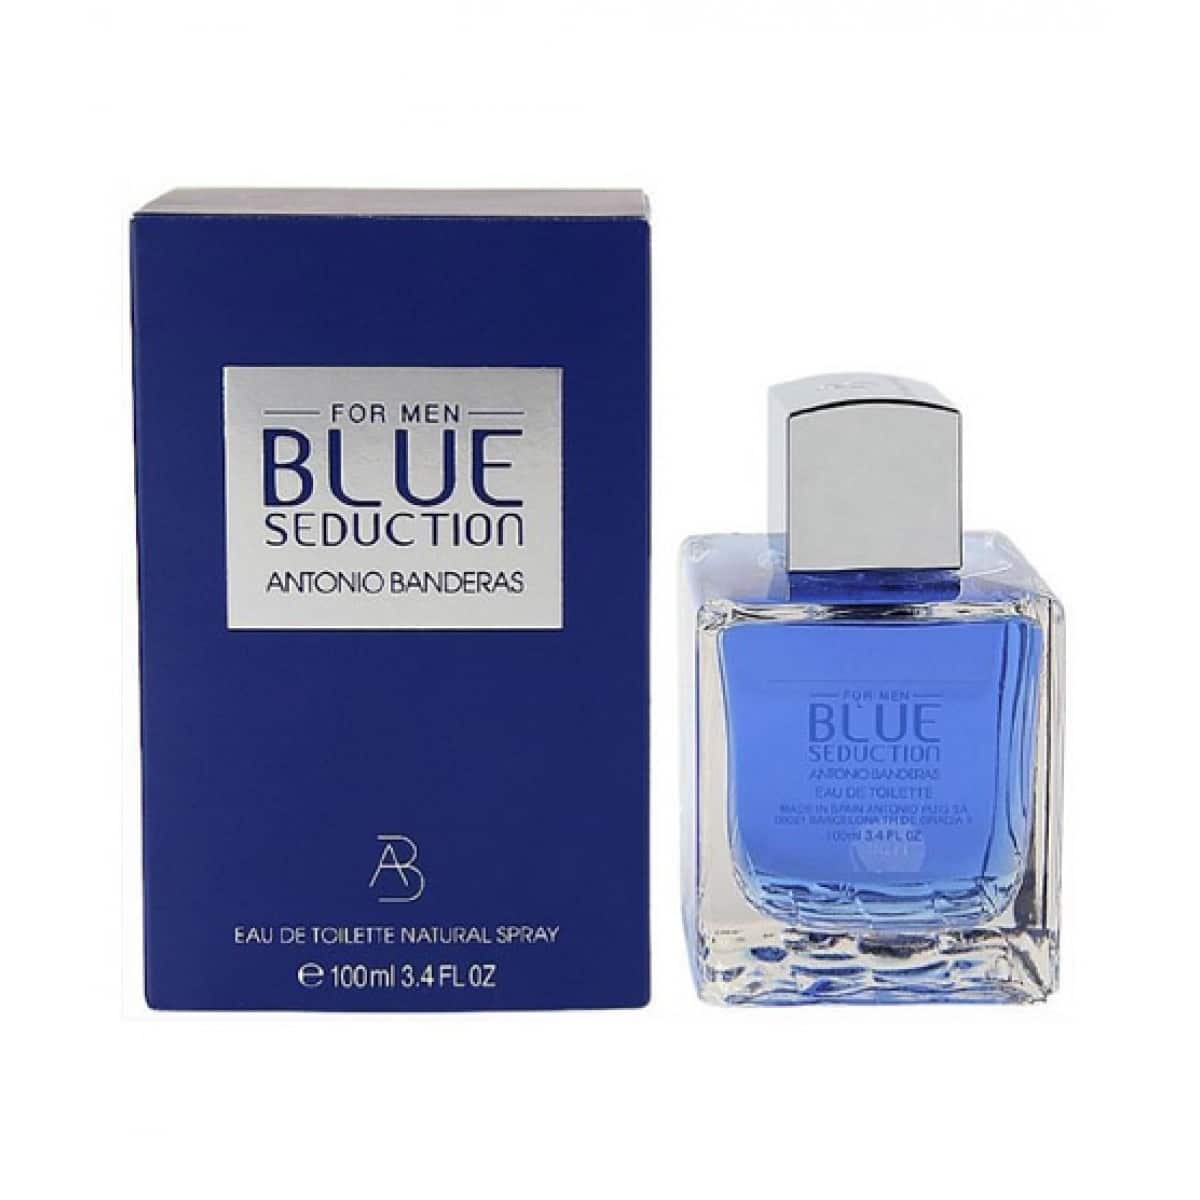 FOR MEN
BLUE
SEDUCTION
ANTONIO BANDERAS
AB
EAU DE TOILETTE NATURAL SPRAY
e 100ml 3.4 FL OZ
FOR MEN
BLUE
SEDUCTION
ANTONIO BANDERAS
EAU DE TOILETTE
MADE IN SPAIN ANTONIO PUIG SA
BARCELONA
100ml 3.4 FL OZ